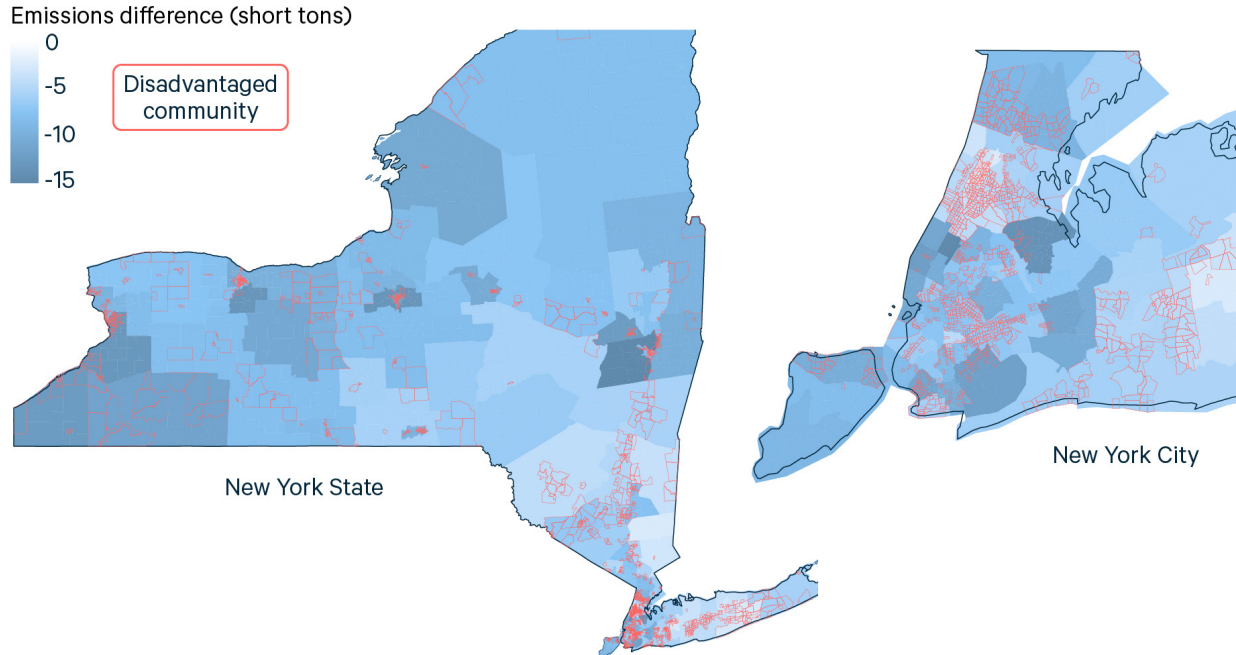 Emissions difference (short tons)
0
-5
-10
-15
Disadvantaged
community
New York State
New York City